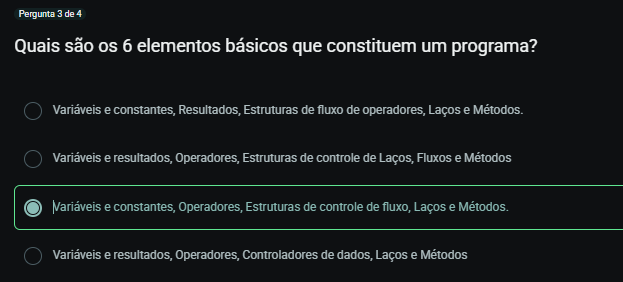 Pergunta 3 de 4
Quais são os 6 elementos básicos que constituem um programa?
Variáveis e constantes, Resultados, Estruturas de fluxo de operadores, Laços e Métodos.
Variáveis e resultados, Operadores, Estruturas de controle de Laços, Fluxos e Métodos
Variáveis e constantes, Operadores, Estruturas de controle de fluxo, Laços e Métodos.
Variáveis e resultados, Operadores, Controladores de dados, Laços e Métodos